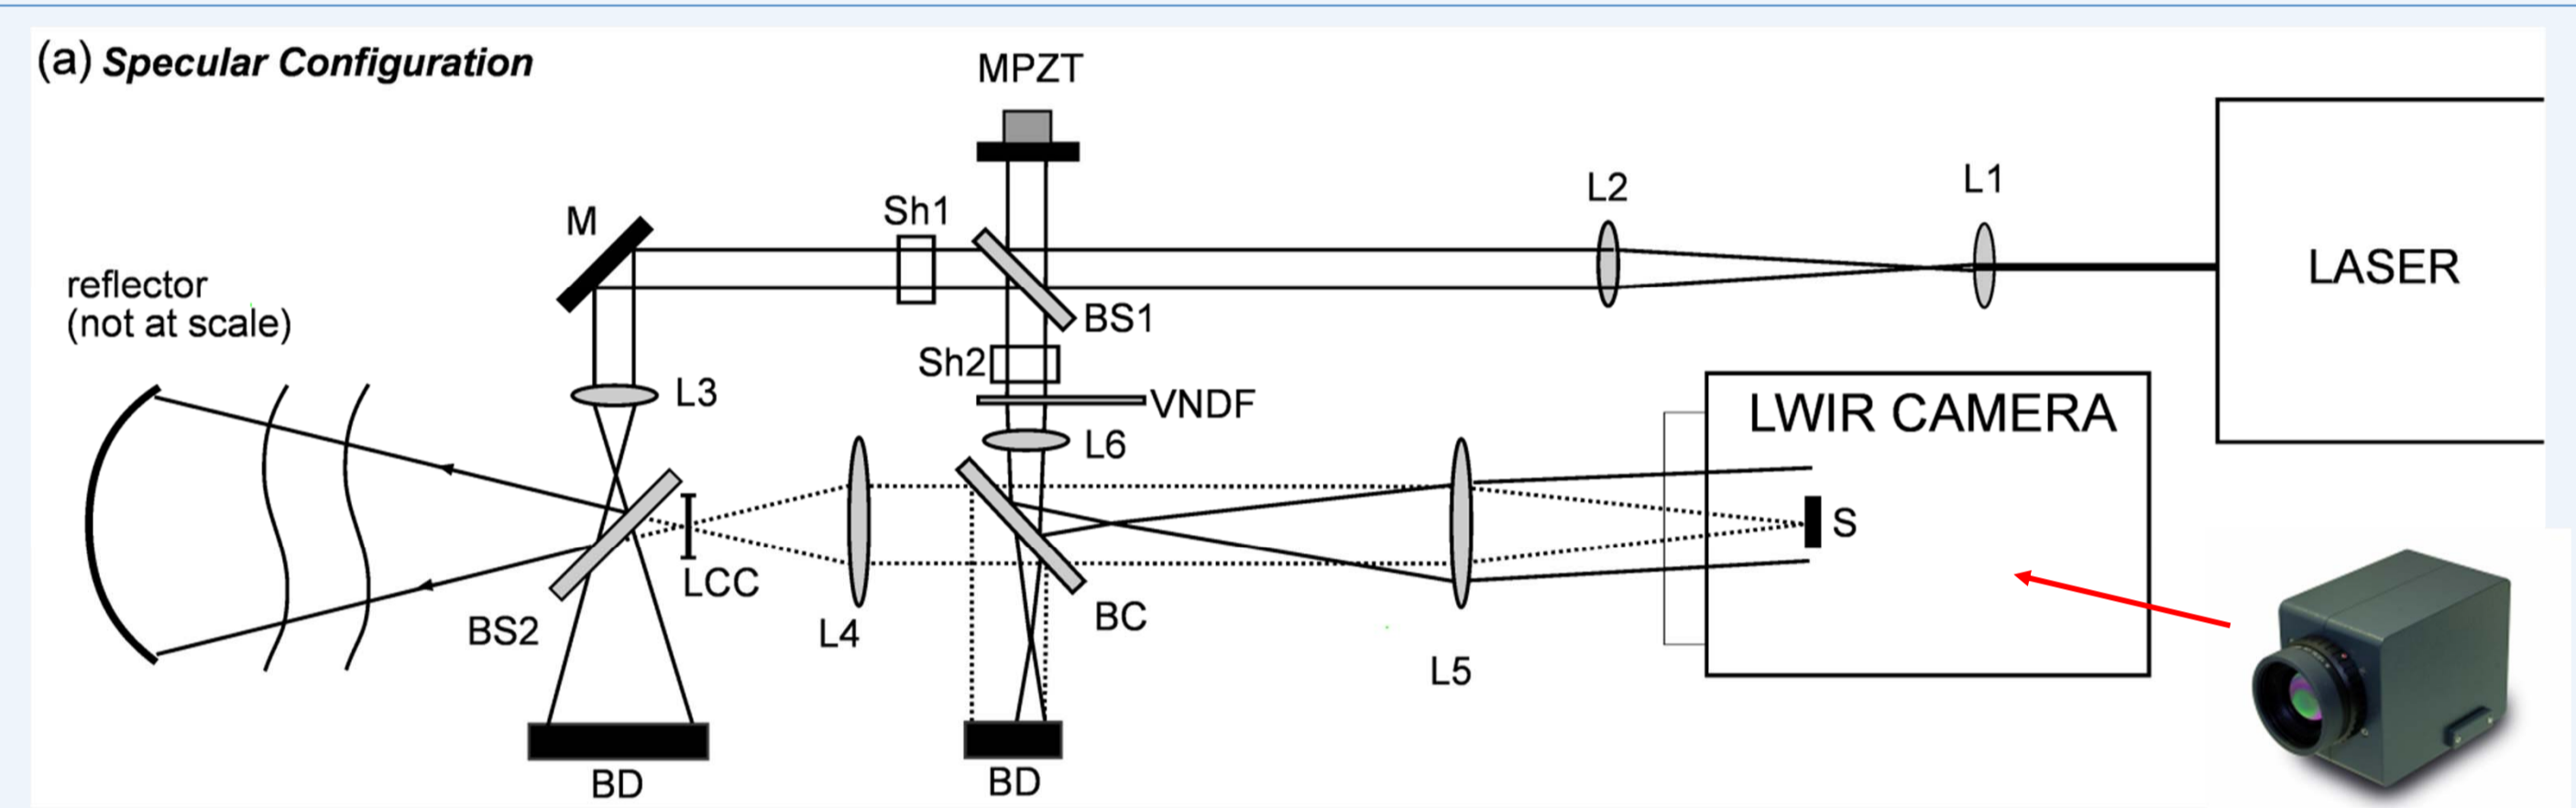 (a) Specular Configuration
MPZT
L2
L1
M
Sh1
reflector
(not at scale)
BS1
LASER
Sh2
L3
VNDF
LWIR CAMERA
L6
S
LCC
BS2
L4
BC
L5
BD
BD